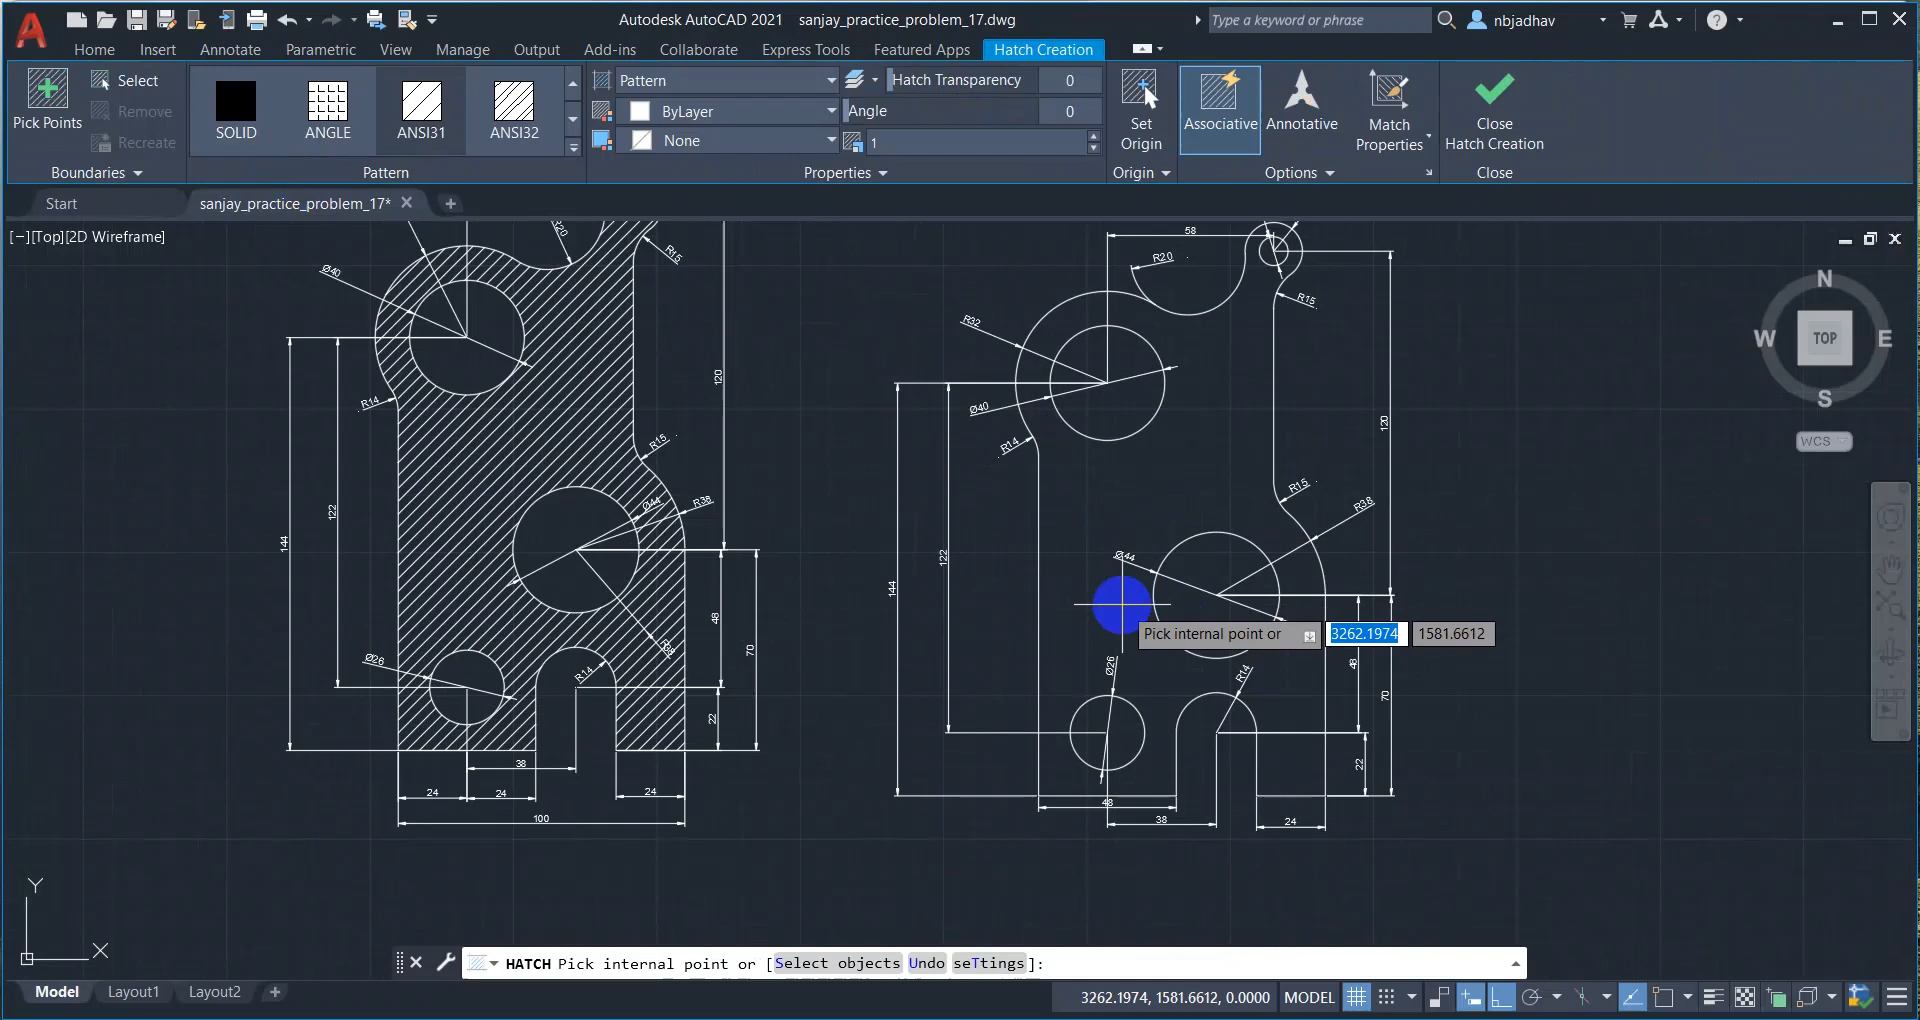 Autodesk AutoCAD 2021 sanjay_practice_problem_17.dwg
Type a keyword or phrase
nbjadhav
Home Insert Annotate Parametric View Manage Output Add-ins Collaborate Express Tools Featured Apps Hatch Creation
Pick Points
Select
Remove
Recreate
Boundaries
SOLID
ANGLE
ANSI31
ANSI32
Pattern
Pattern
ByLayer
None
Hatch Transparency 0
Angle 0
1
Properties
Set
Origin
Origin
Associative
Annotative
Match
Properties
Options
Close
Hatch Creation
Close
Start
sanjay_practice_problem_17*
[−][Top][2D Wireframe]
Ø40
R20
R15
R14
120
R15
Ø44
R38
122
144
48
70
R38
Ø26
R14
22
38
24
24
24
100
58
R20
R15
R32
Ø40
R14
120
R15
R38
Ø44
122
144
Ø26
R14
48
70
22
48
38
24
Pick internal point or 3262.1974 1581.6612
N
W TOP E
S
WCS
Y
X
HATCH Pick internal point or [Select objects Undo seTtings]:
Model Layout1 Layout2
3262.1974, 1581.6612, 0.0000 MODEL